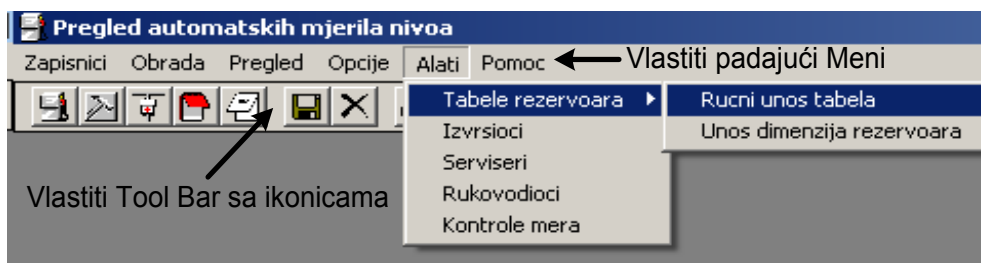 Pregled automatskih mjerila nivoa
Zapisnici Obrada Pregled Opcije Alati Pomoc Vlastiti padajući Meni
Tabele rezervoara Rucni unos tabela
Izvrsioci Unos dimenzija rezervoara
Serviseri
Vlastiti Tool Bar sa ikonicama Rukovodioci
Kontrole mera